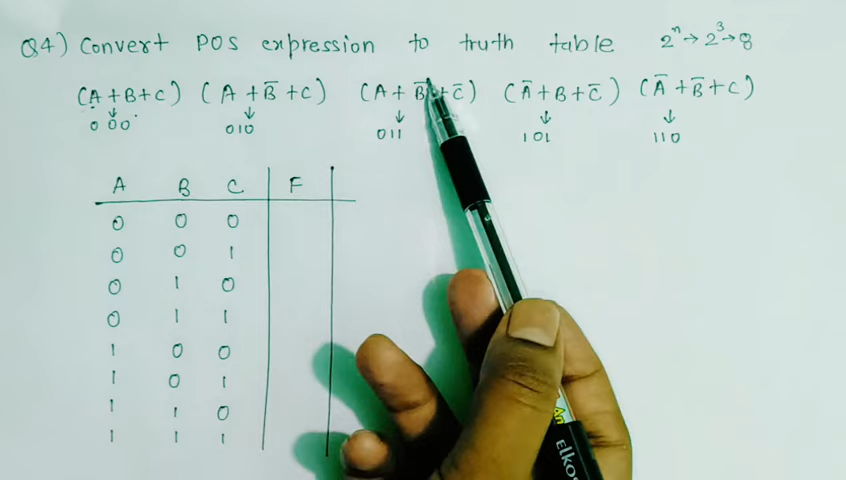 Q4) Convert POS expression to truth table 2ⁿ→2³→8
(A+B+C) (A+B̅+C) (A+B̅+C̅) (A̅+B+C̅) (A̅+B̅+C)
↓ ↓ ↓ ↓ ↓
000 010 011 101 110
A B C F
0 0 0
0 0 1
0 1 0
0 1 1
1 0 0
1 0 1
1 1 0
1 1 1
Elkos